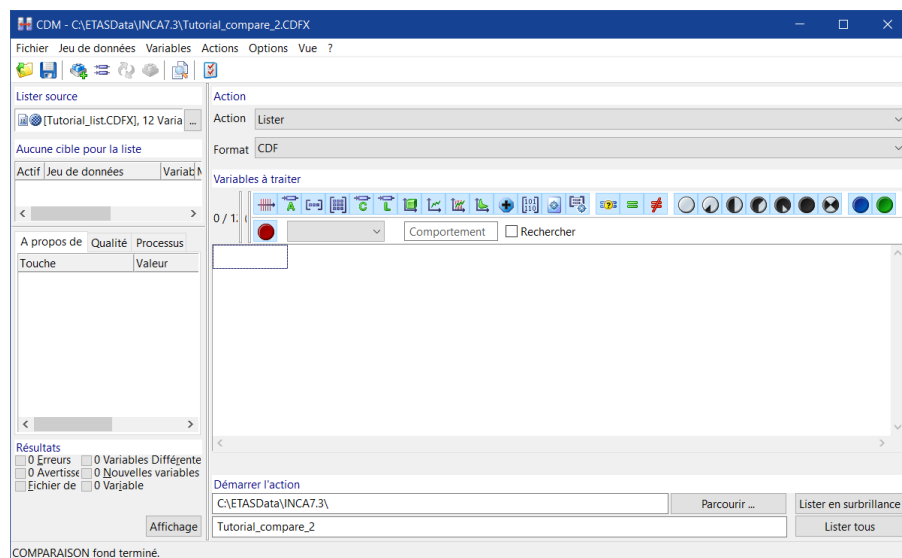 CDM - C:\ETASData\INCA7.3\Tutorial_compare_2.CDFX
Fichier Jeu de données Variables Actions Options Vue ?
Lister source
[Tutorial_list.CDFX], 12 Varia ...
Aucune cible pour la liste
Actif Jeu de données Variab
A propos de Qualité Processus
Touche Valeur
Résultats
0 Erreurs 0 Variables Différente
0 Avertisse 0 Nouvelles variables
Fichier de 0 Variable
Affichage
Action
Action Lister
Format CDF
Variables à traiter
0 / 1
Comportement Rechercher
Démarrer l'action
C:\ETASData\INCA7.3\ Parcourir ... Lister en surbrillance
Tutorial_compare_2 Lister tous
COMPARAISON fond terminé.